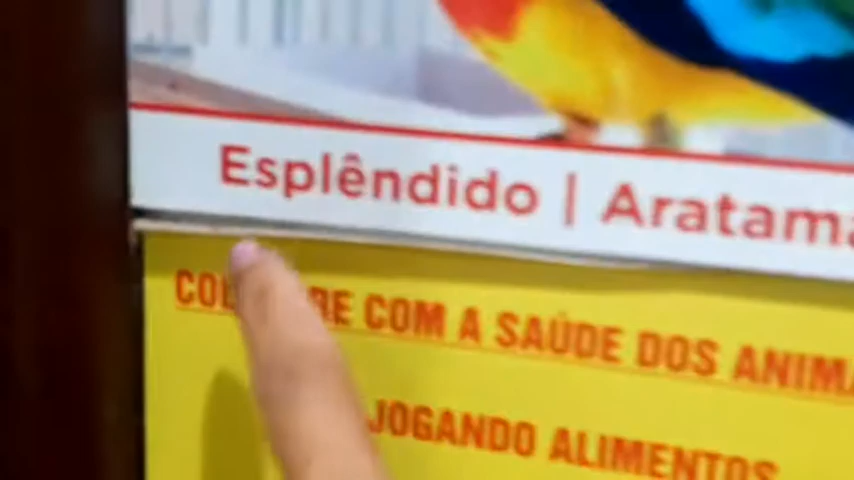 Esplêndido | Aratama
COM A SAÚDE DOS
JOGANDO ALIMENTOS